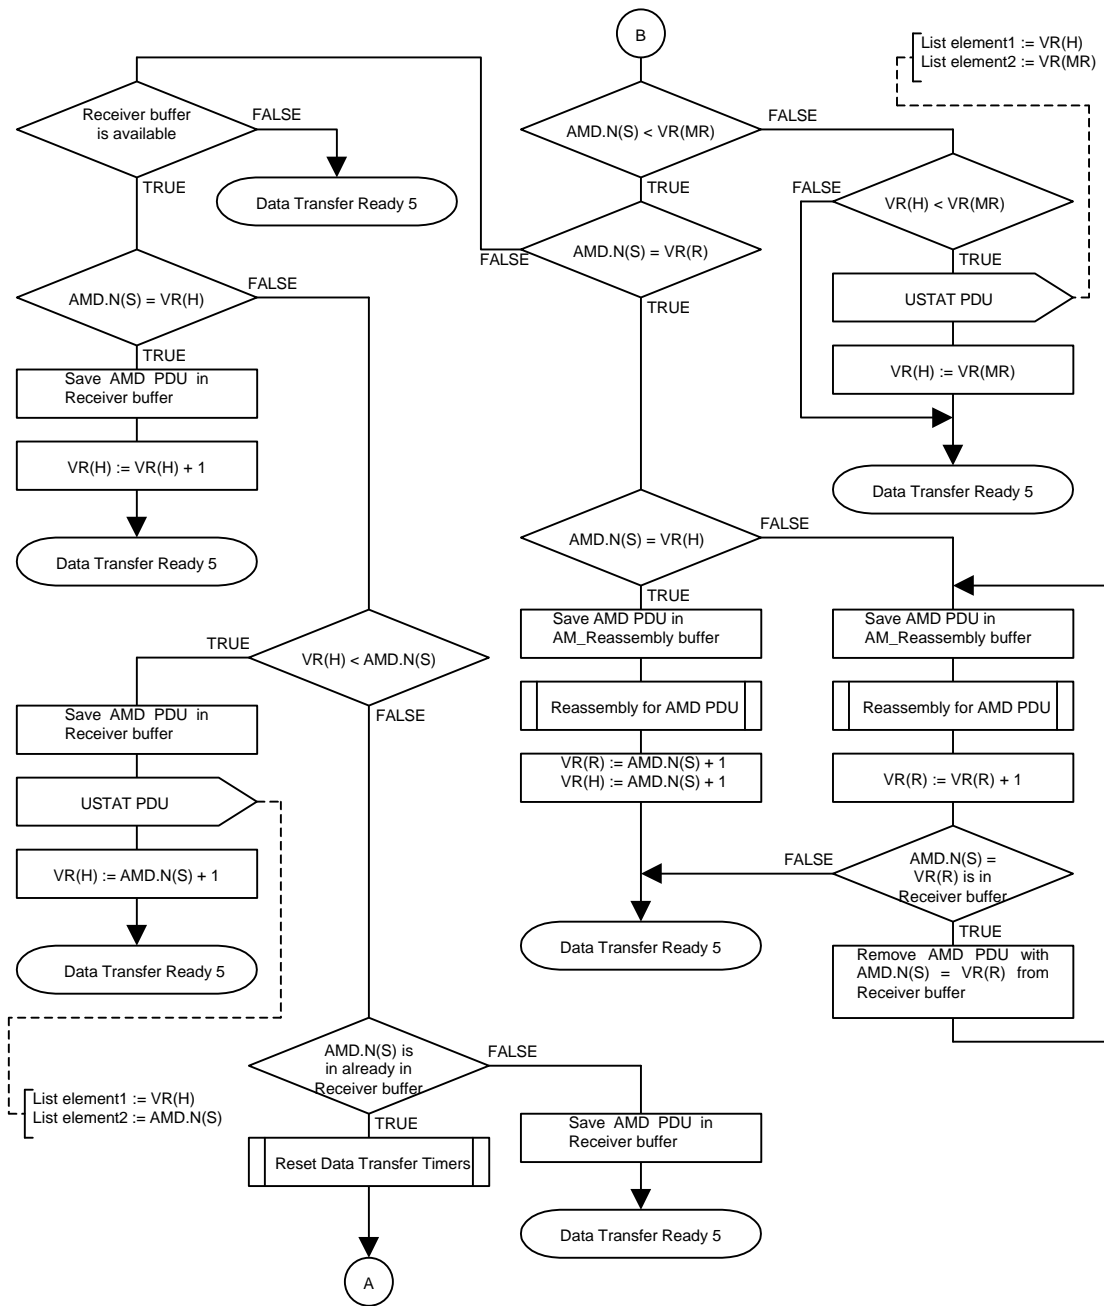 B
List element1 := VR(H)
List element2 := VR(MR)
Receiver buffer
is available
FALSE
TRUE
Data Transfer Ready 5
AMD.N(S) < VR(MR)
FALSE
TRUE
VR(H) < VR(MR)
FALSE
TRUE
AMD.N(S) = VR(R)
FALSE
TRUE
USTAT PDU
VR(H) := VR(MR)
Data Transfer Ready 5
AMD.N(S) = VR(H)
FALSE
TRUE
Save AMD PDU in
Receiver buffer
VR(H) := VR(H) + 1
Data Transfer Ready 5
AMD.N(S) = VR(H)
FALSE
TRUE
Save AMD PDU in
AM_Reassembly buffer
Reassembly for AMD PDU
VR(R) := AMD.N(S) + 1
VR(H) := AMD.N(S) + 1
Data Transfer Ready 5
Save AMD PDU in
AM_Reassembly buffer
Reassembly for AMD PDU
VR(R) := VR(R) + 1
AMD.N(S) =
VR(R) is in
Receiver buffer
FALSE
TRUE
Remove AMD PDU with
AMD.N(S) = VR(R) from
Receiver buffer
VR(H) < AMD.N(S)
TRUE
FALSE
Save AMD PDU in
Receiver buffer
USTAT PDU
VR(H) := AMD.N(S) + 1
Data Transfer Ready 5
List element1 := VR(H)
List element2 := AMD.N(S)
AMD.N(S) is
in already in
Receiver buffer
FALSE
TRUE
Save AMD PDU in
Receiver buffer
Data Transfer Ready 5
Reset Data Transfer Timers
A